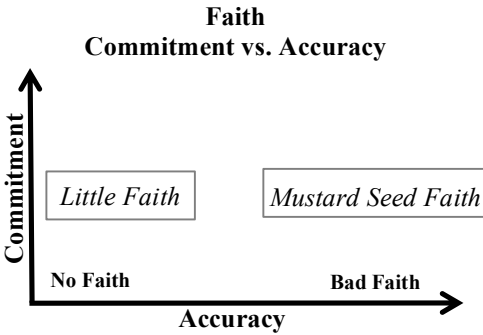 Faith
Commitment vs. Accuracy
Commitment
Little Faith
Mustard Seed Faith
No Faith
Bad Faith
Accuracy